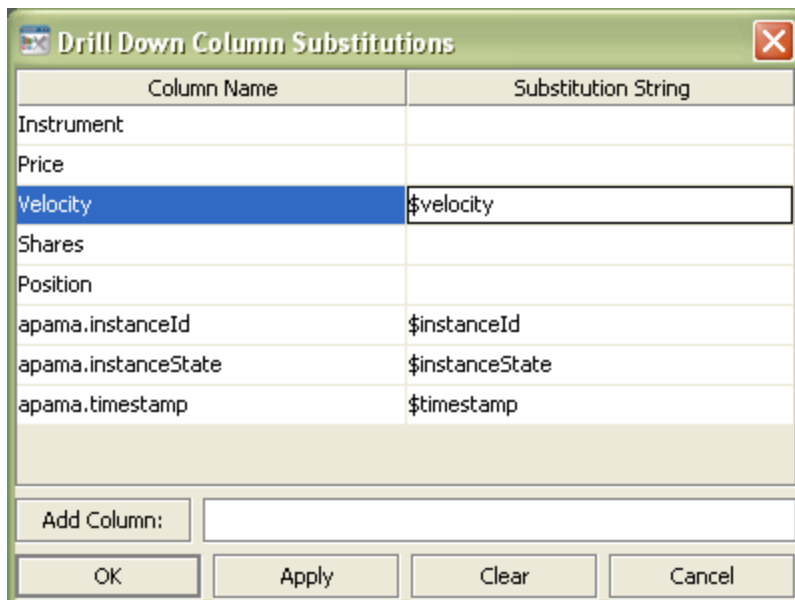 Drill Down Column Substitutions
Column Name Substitution String
Instrument
Price
Velocity $velocity
Shares
Position
apama.instanceId $instanceId
apama.instanceState $instanceState
apama.timestamp $timestamp
Add Column:
OK Apply Clear Cancel